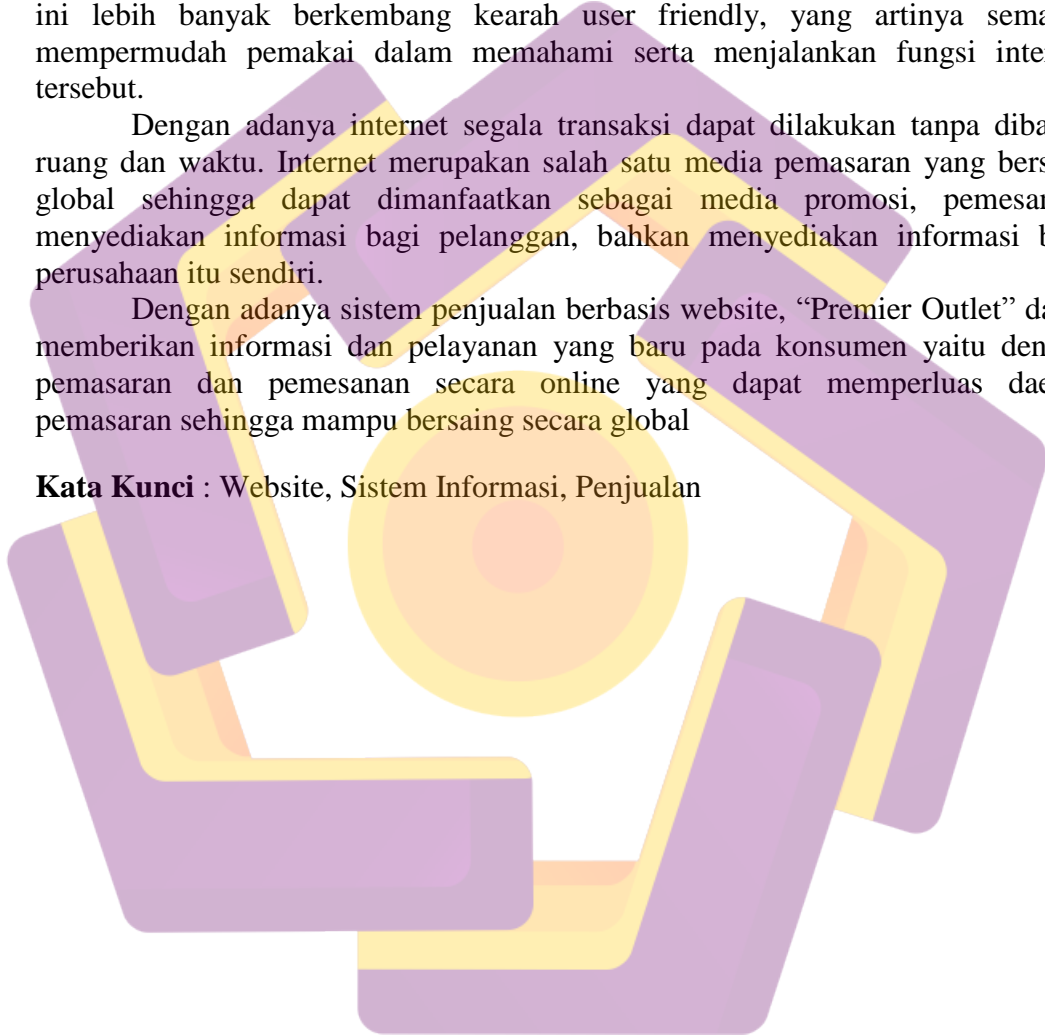 ini lebih banyak berkembang kearah user friendly, yang artinya sema
mempermudah pemakai dalam memahami serta menjalankan fungsi inte
tersebut.
Dengan adanya internet segala transaksi dapat dilakukan tanpa diba
ruang dan waktu. Internet merupakan salah satu media pemasaran yang bers
global sehingga dapat dimanfaatkan sebagai media promosi, pemesan
menyediakan informasi bagi pelanggan, bahkan menyediakan informasi b
perusahaan itu sendiri.
Dengan adanya sistem penjualan berbasis website, “Premier Outlet” da
memberikan informasi dan pelayanan yang baru pada konsumen yaitu den
pemasaran dan pemesanan secara online yang dapat memperluas dae
pemasaran sehingga mampu bersaing secara global
Kata Kunci : Website, Sistem Informasi, Penjualan